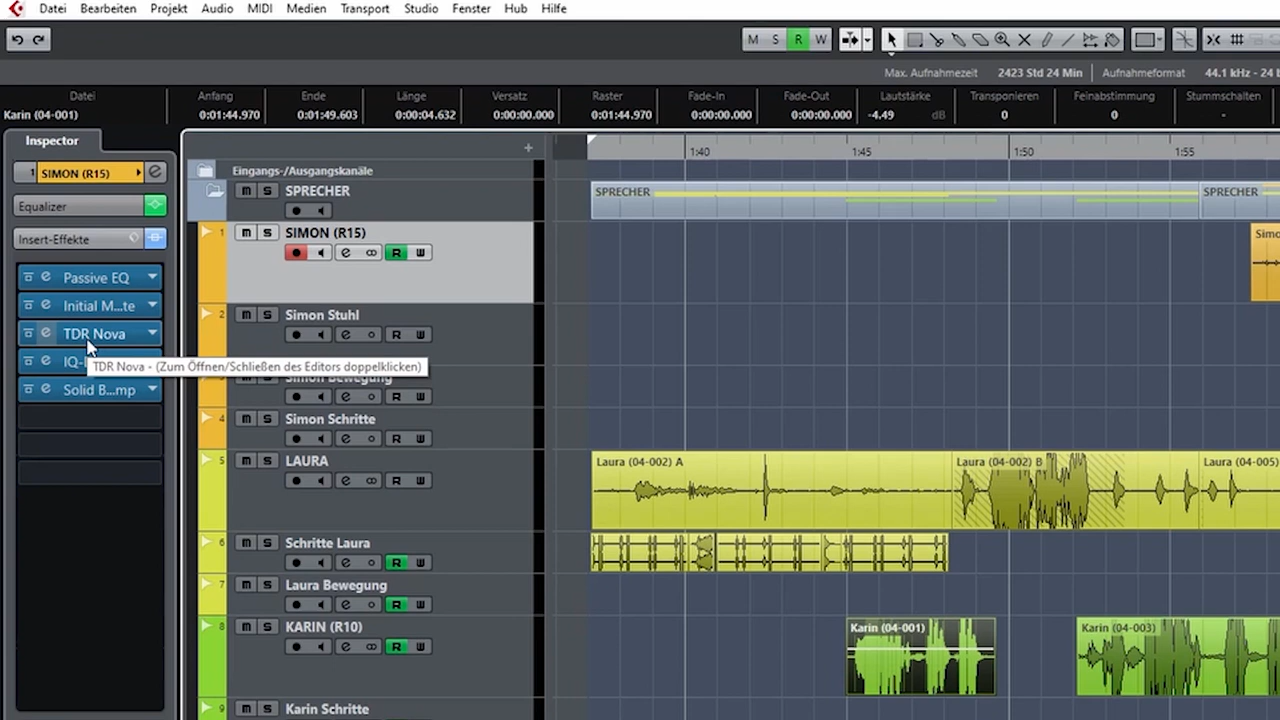 Datei Bearbeiten Projekt Audio MIDI Medien Transport Studio Fenster Hub Hilfe
M S R W
Max. Aufnahmezeit 2423 Std 24 Min Aufnahmeformat 44.1 kHz - 24
Datei Anfang Ende Länge Versatz Raster Fade-In Fade-Out Lautstärke Transponieren Feinabstimmung Stummschalten
Karin (04-001) 0:01:44.970 0:01:49.603 0:00:04.632 0:00:00.000 0:01:44.970 0:00:00.000 0:00:00.000 -4.49 dB 0 0 -
Inspector
1:40 1:45 1:50 1:55
1 SIMON (R15)
Equalizer
Insert-Effekte
Passive EQ
Initial M...te
TDR Nova
IQ-
Solid B...mp
TDR Nova - (Zum Öffnen/Schließen des Editors doppelklicken)
Eingangs-/Ausgangskanäle
m S SPRECHER
SPRECHER SPRECHER
1 m S SIMON (R15)
R W
Simo
2 m S Simon Stuhl
R W
Simon Bewegung
R W
4 m S Simon Schritte
R W
5 m S LAURA
R W
Laura (04-002) A Laura (04-002) B Laura (04-005)
6 m S Schritte Laura
R W
7 m S Laura Bewegung
R W
8 m S KARIN (R10)
R W
Karin (04-001) Karin (04-003)
9 m S Karin Schritte